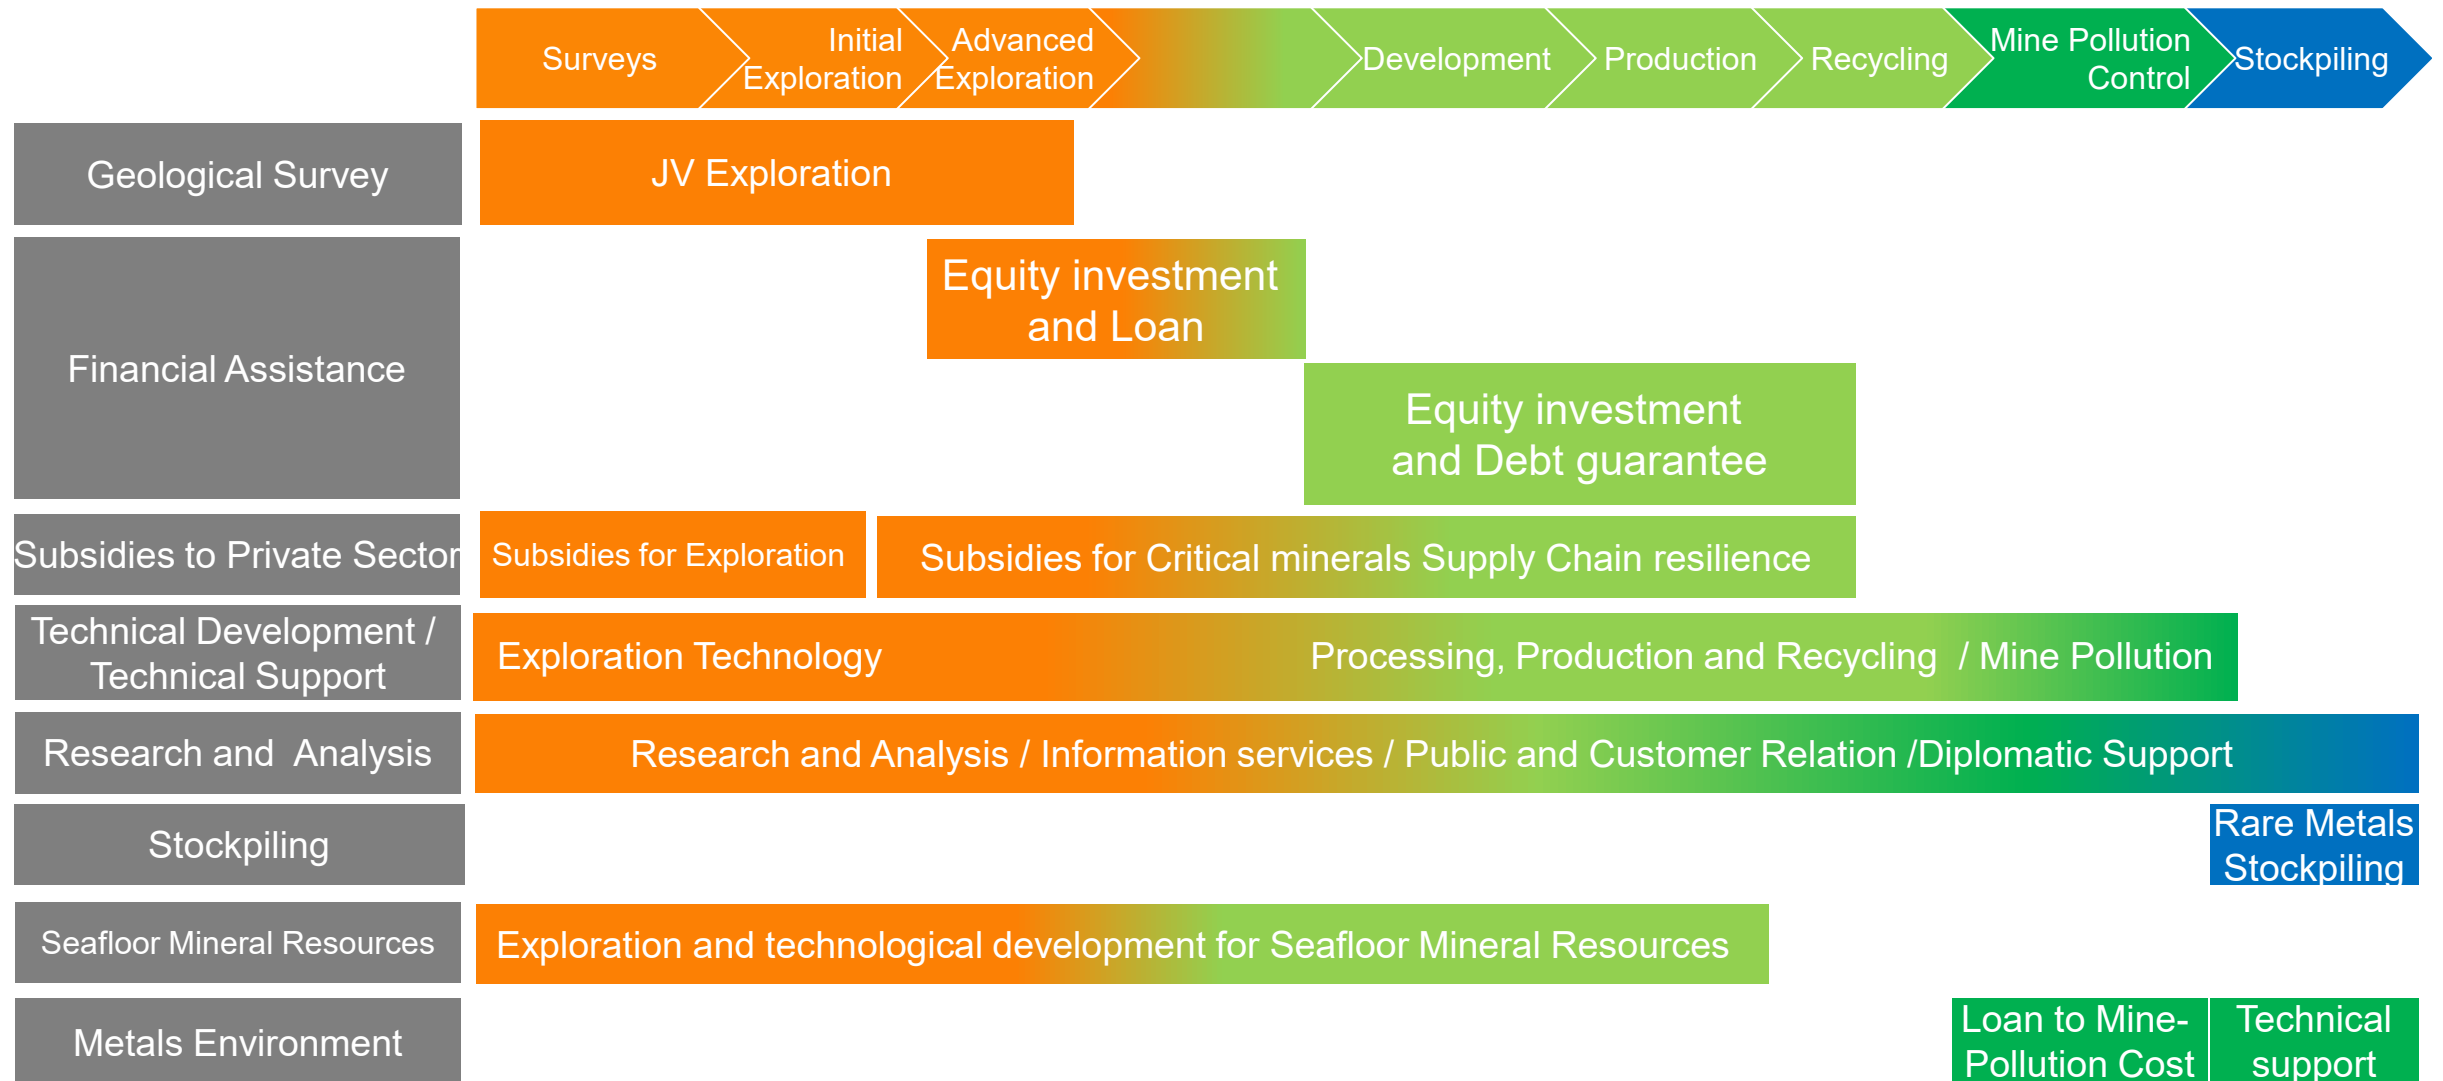 Surveys
Initial
Exploration
Advanced
Exploration
Development
Production
Recycling
Mine Pollution
Control
Stockpiling
Geological Survey
JV Exploration
Financial Assistance
Equity investment
and Loan
Equity investment
and Debt guarantee
Subsidies to Private Sector
Subsidies for Exploration
Subsidies for Critical minerals Supply Chain resilience
Technical Development /
Technical Support
Exploration Technology
Processing, Production and Recycling / Mine Pollution
Research and Analysis
Research and Analysis / Information services / Public and Customer Relation /Diplomatic Support
Stockpiling
Rare Metals
Stockpiling
Seafloor Mineral Resources
Exploration and technological development for Seafloor Mineral Resources
Metals Environment
Loan to Mine-
Pollution Cost
Technical
support